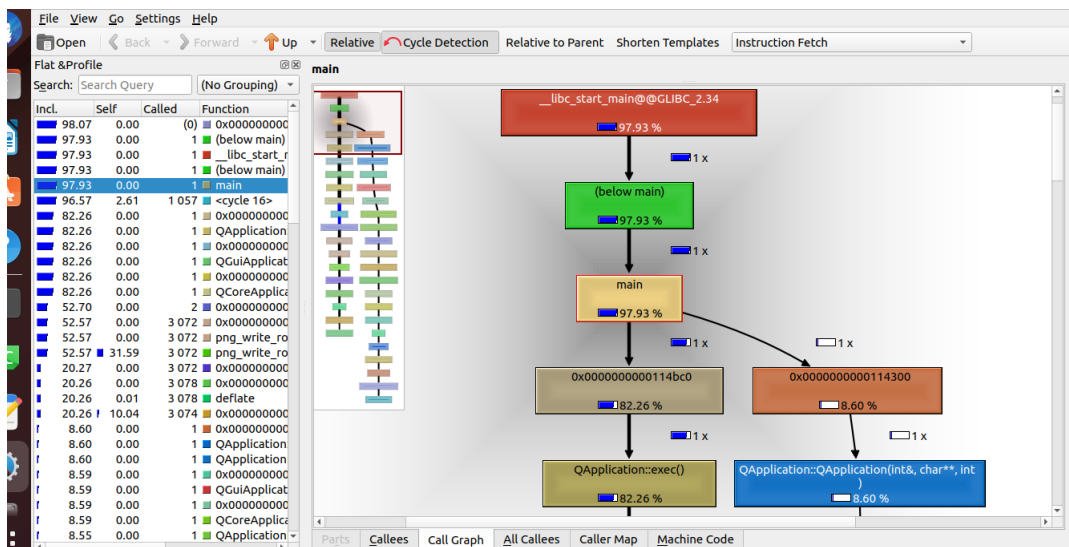 File View Go Settings Help
Open Back Forward Up Relative Cycle Detection Relative to Parent Shorten Templates Instruction Fetch
Flat &Profile
Search: Search Query (No Grouping)
Incl. Self Called Function
98.07 0.00 (0) 0x000000000
97.93 0.00 1 (below main)
97.93 0.00 1 __libc_start_r
97.93 0.00 1 (below main)
97.93 0.00 1 main
96.57 2.61 1 057 <cycle 16>
82.26 0.00 1 0x000000000
82.26 0.00 1 QApplication
82.26 0.00 1 0x000000000
82.26 0.00 1 QGuiApplicat
82.26 0.00 1 0x000000000
82.26 0.00 1 QCoreApplica
52.70 0.00 2 0x000000000
52.57 0.00 3 072 0x000000000
52.57 0.00 3 072 png_write_ro
52.57 31.59 3 072 png_write_ro
20.27 0.00 3 072 0x000000000
20.26 0.00 3 078 0x000000000
20.26 0.01 3 078 deflate
20.26 10.04 3 074 0x000000000
8.60 0.00 1 0x000000000
8.60 0.00 1 QApplication
8.60 0.00 1 QApplication
8.59 0.00 1 0x000000000
8.59 0.00 1 QGuiApplicat
8.59 0.00 1 0x000000000
8.59 0.00 1 QCoreApplica
8.55 0.00 1 QApplication
main
__libc_start_main@@GLIBC_2.34
97.93 %
1 x
(below main)
97.93 %
1 x
main
97.93 %
1 x
1 x
0x0000000000114bc0
82.26 %
0x0000000000114300
8.60 %
1 x
1 x
QApplication::exec()
82.26 %
QApplication::QApplication(int&, char**, int
)
8.60 %
Parts Callees Call Graph All Callees Caller Map Machine Code